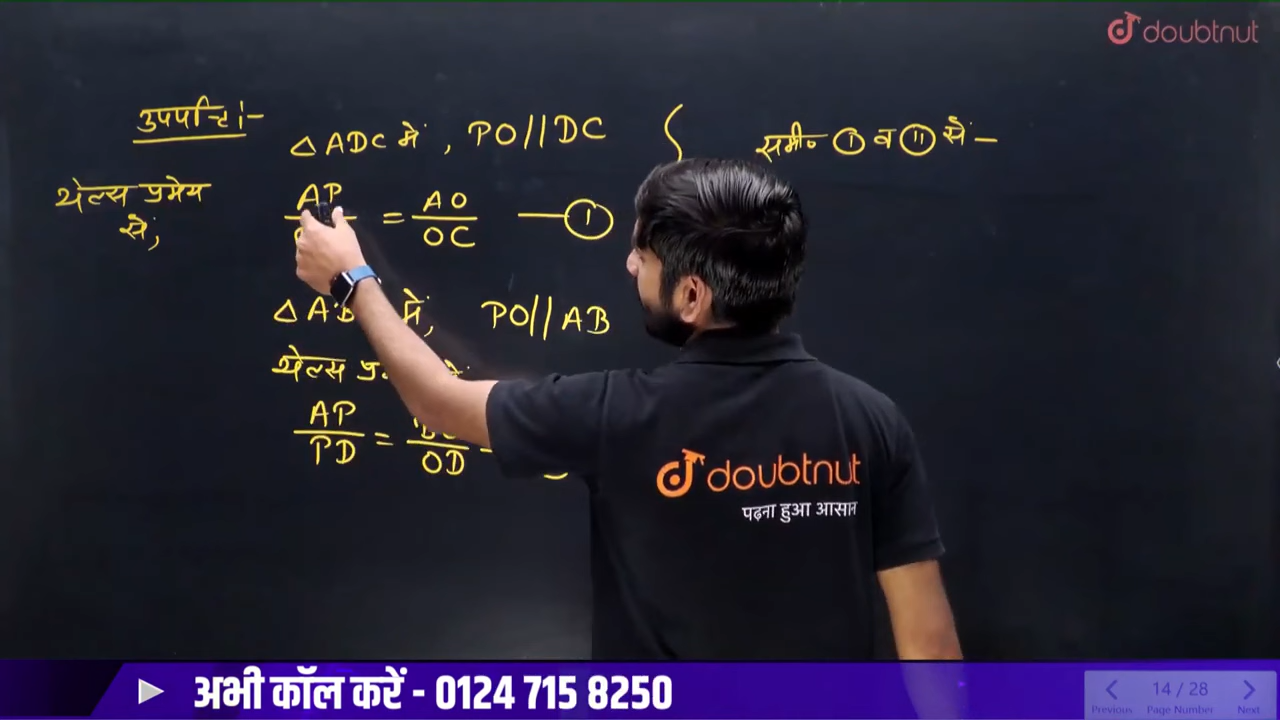 doubtnut
उपपत्ति:-
△ADC में, PO//DC
समी॰ (I) व (II) से -
थेल्स प्रमेय
से,
AP = AO — (I)
OC
△AB में, PO//AB
थेल्स
AP =
PD OD
doubtnut
पढ़ना हुआ आसान
अभी कॉल करें - 0124 715 8250
14 / 28
Previous Page Number Next